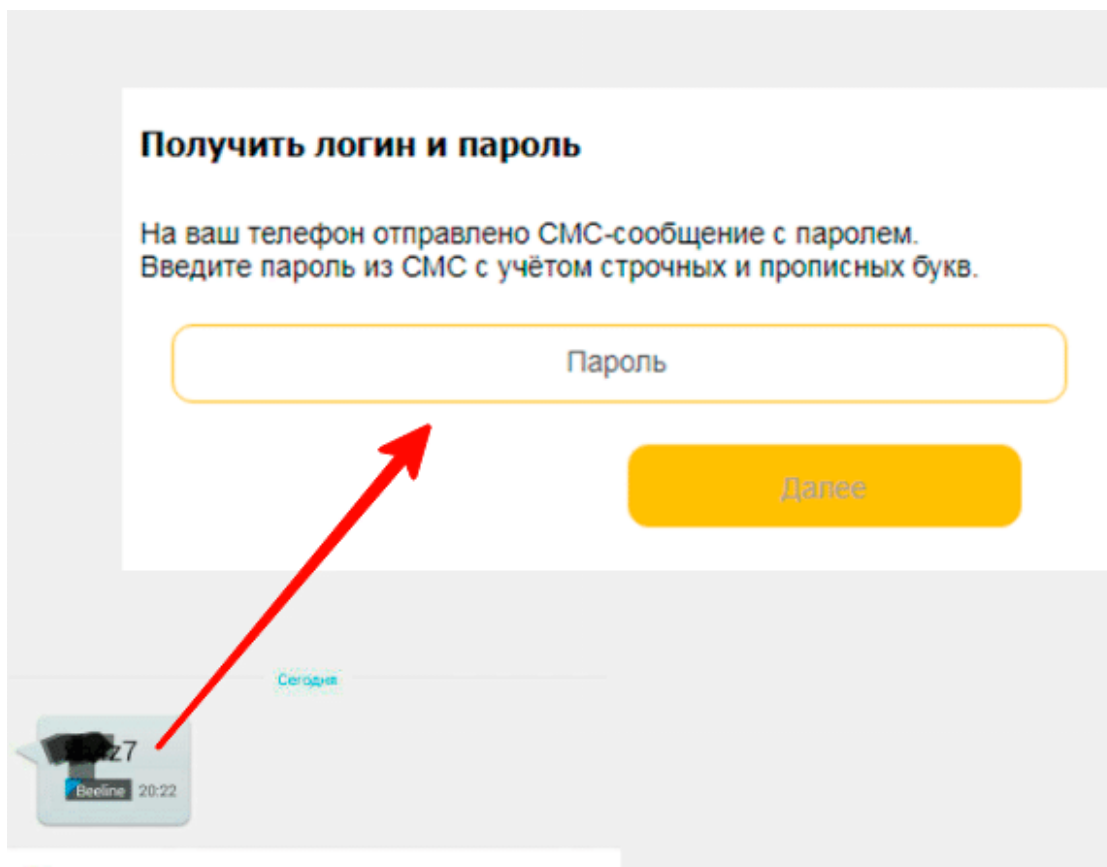 Получить логин и пароль
На ваш телефон отправлено СМС-сообщение с паролем.
Введите пароль из СМС с учётом строчных и прописных букв.
Пароль
Далее
Сегодня
Beeline 20:22